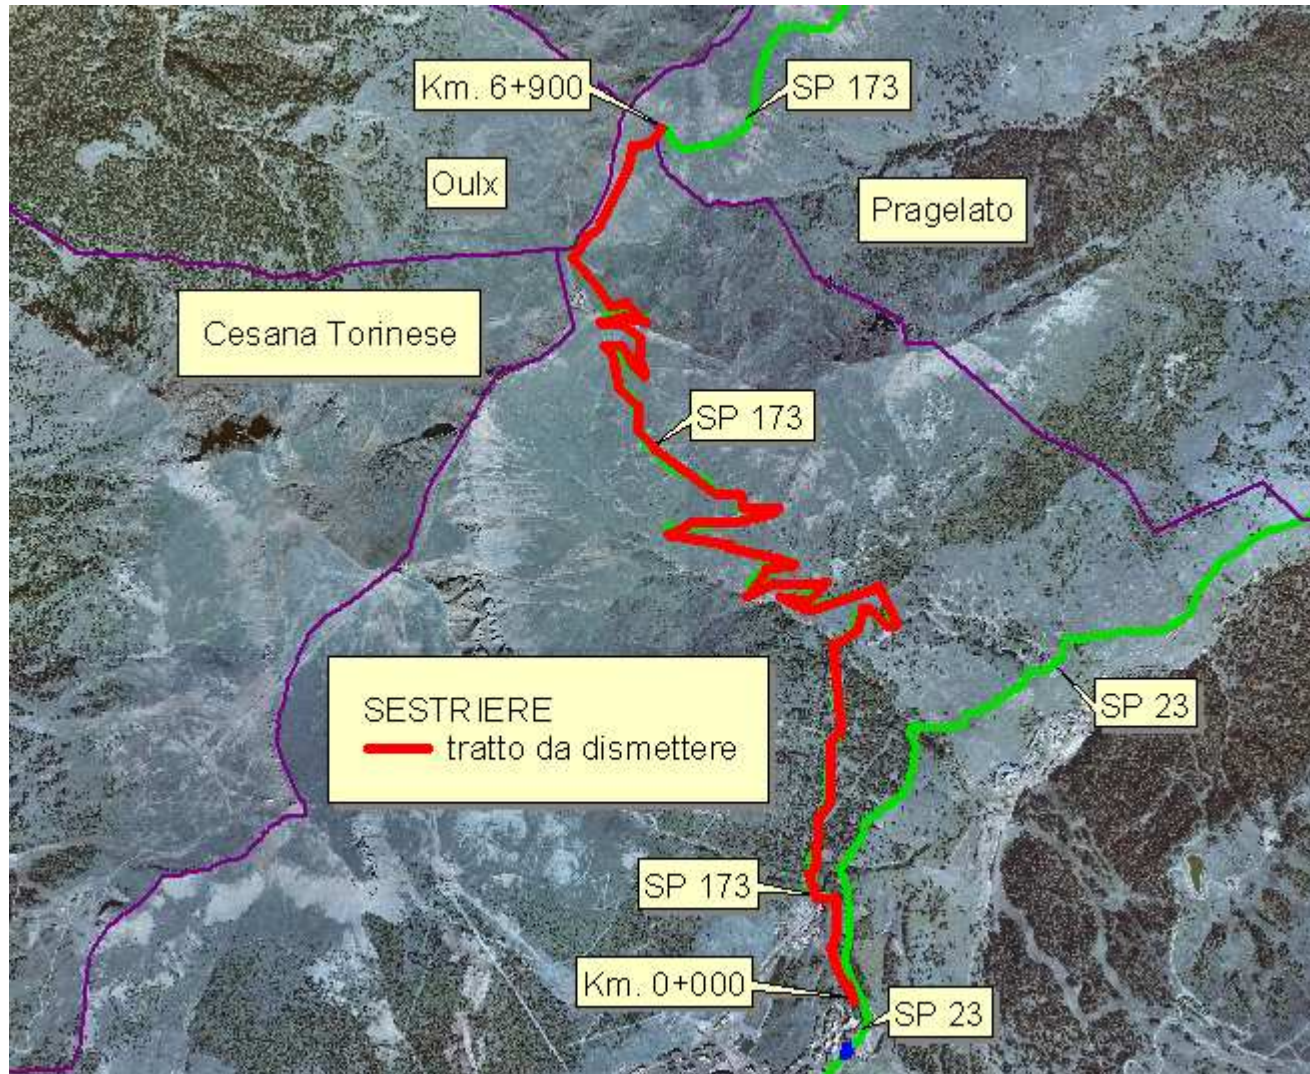 Km. 6+900
SP 173
Oulx
Pragelato
Cesana Torinese
SP 173
SESTRIERE
tratto da dismettere
SP 23
SP 173
Km. 0+000
SP 23